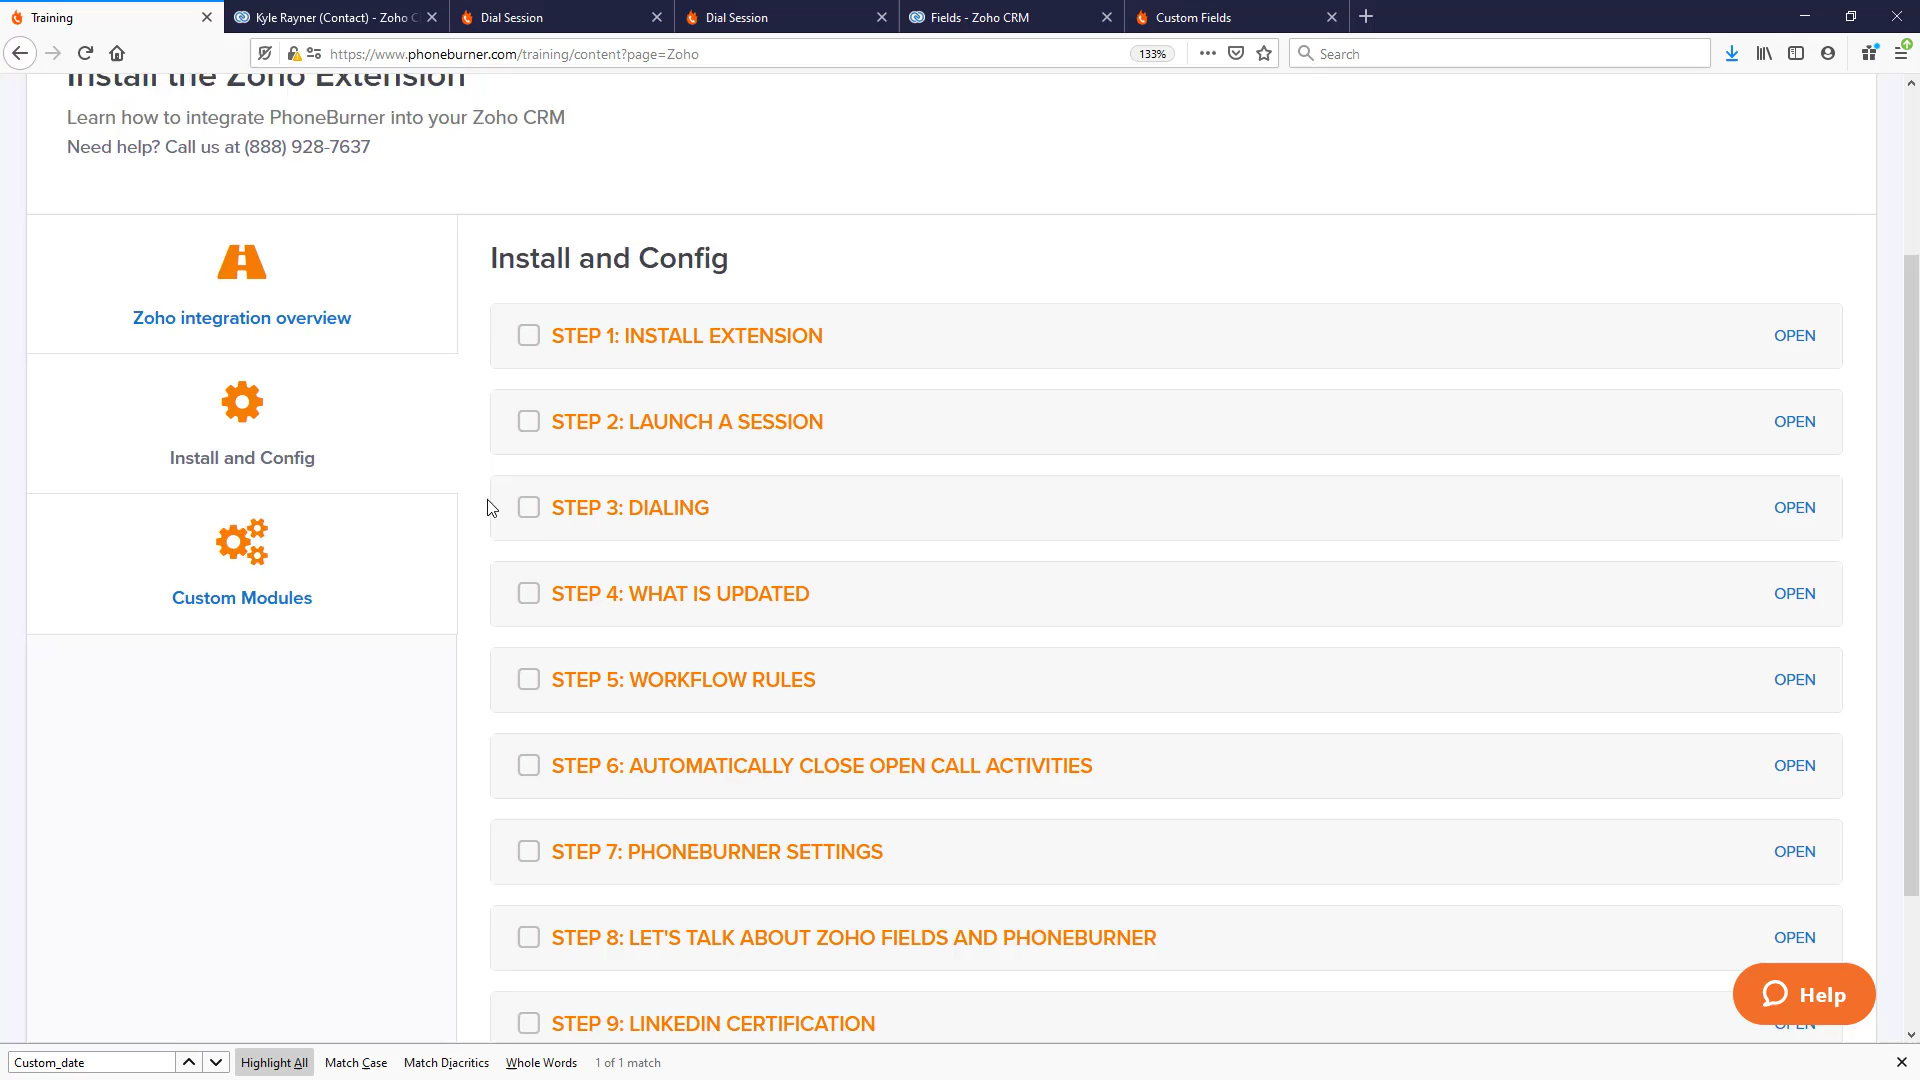 Training
Kyle Rayner (Contact) - Zoho C
Dial Session
Dial Session
Fields - Zoho CRM
Custom Fields
https://www.phoneburner.com/training/content?page=Zoho
133%
Search
Install the Zoho Extension
Learn how to integrate PhoneBurner into your Zoho CRM
Need help? Call us at (888) 928-7637
Zoho integration overview
Install and Config
Custom Modules
Install and Config
STEP 1: INSTALL EXTENSION OPEN
STEP 2: LAUNCH A SESSION OPEN
STEP 3: DIALING OPEN
STEP 4: WHAT IS UPDATED OPEN
STEP 5: WORKFLOW RULES OPEN
STEP 6: AUTOMATICALLY CLOSE OPEN CALL ACTIVITIES OPEN
STEP 7: PHONEBURNER SETTINGS OPEN
STEP 8: LET'S TALK ABOUT ZOHO FIELDS AND PHONEBURNER OPEN
STEP 9: LINKEDIN CERTIFICATION OPEN
Help
Custom_date Highlight All Match Case Match Diacritics Whole Words 1 of 1 match